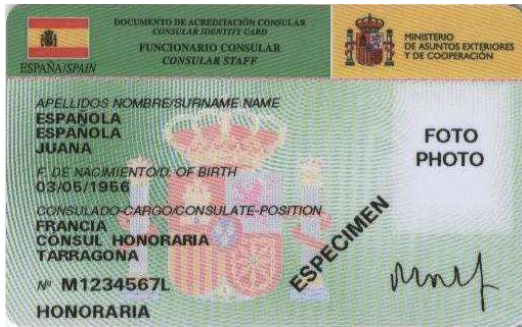 DOCUMENTO DE ACREDITACIÓN CONSULAR
CONSULAR IDENTITY CARD
FUNCIONARIO CONSULAR
CONSULAR STAFF
ESPAÑA/SPAIN
MINISTERIO
DE ASUNTOS EXTERIORES
Y DE COOPERACIÓN
APELLIDOS NOMBRE/SURNAME NAME
ESPAÑOLA
ESPAÑOLA
JUANA
F. DE NACIMIENTO/D. OF BIRTH
03/05/1956
CONSULADO-CARGO/CONSULATE-POSITION
FRANCIA
CÓNSUL HONORARIA
TARRAGONA
Nº M1234567L
HONORARIA
FOTO
PHOTO
ESPECIMEN